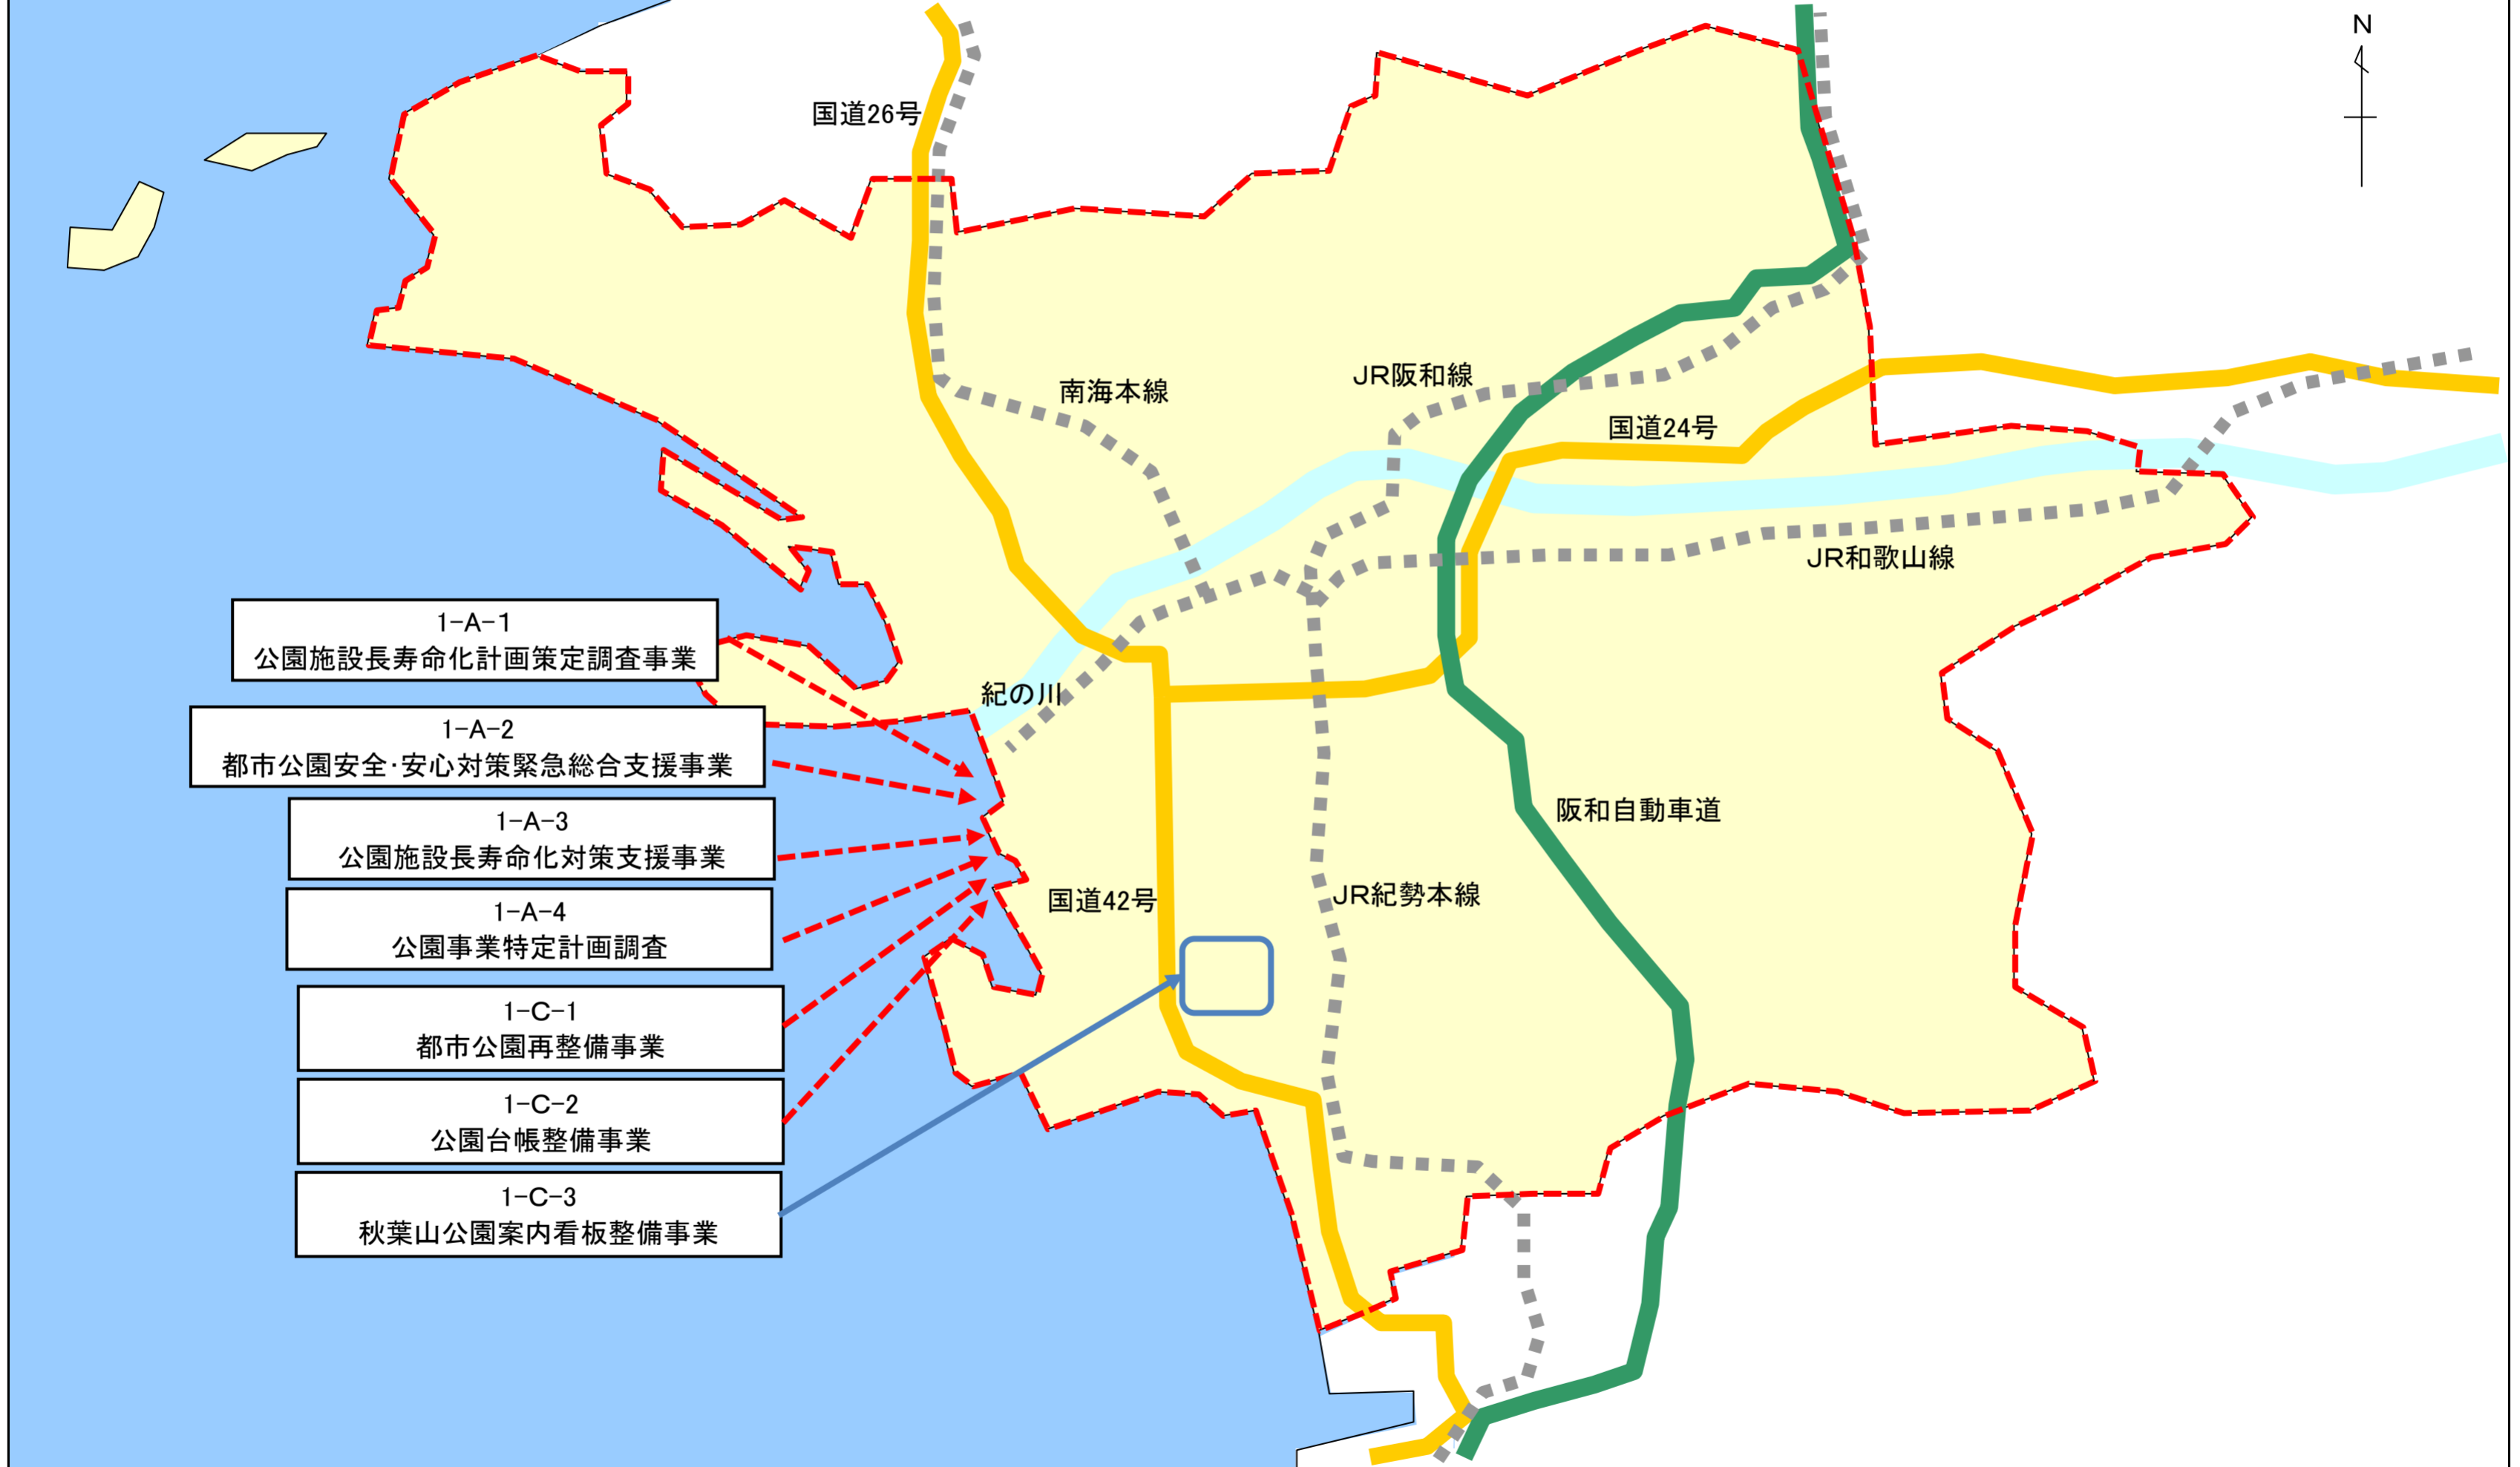 N
国道26号
南海本線
JR阪和線
国道24号
JR和歌山線
1-A-1
公園施設長寿命化計画策定調査事業
紀の川
1-A-2
都市公園安全･安心対策緊急総合支援事業
1-A-3
公園施設長寿命化対策支援事業
阪和自動車道
1-A-4
公園事業特定計画調査
国道42号
JR紀勢本線
1-C-1
都市公園再整備事業
1-C-2
公園台帳整備事業
1-C-3
秋葉山公園案内看板整備事業